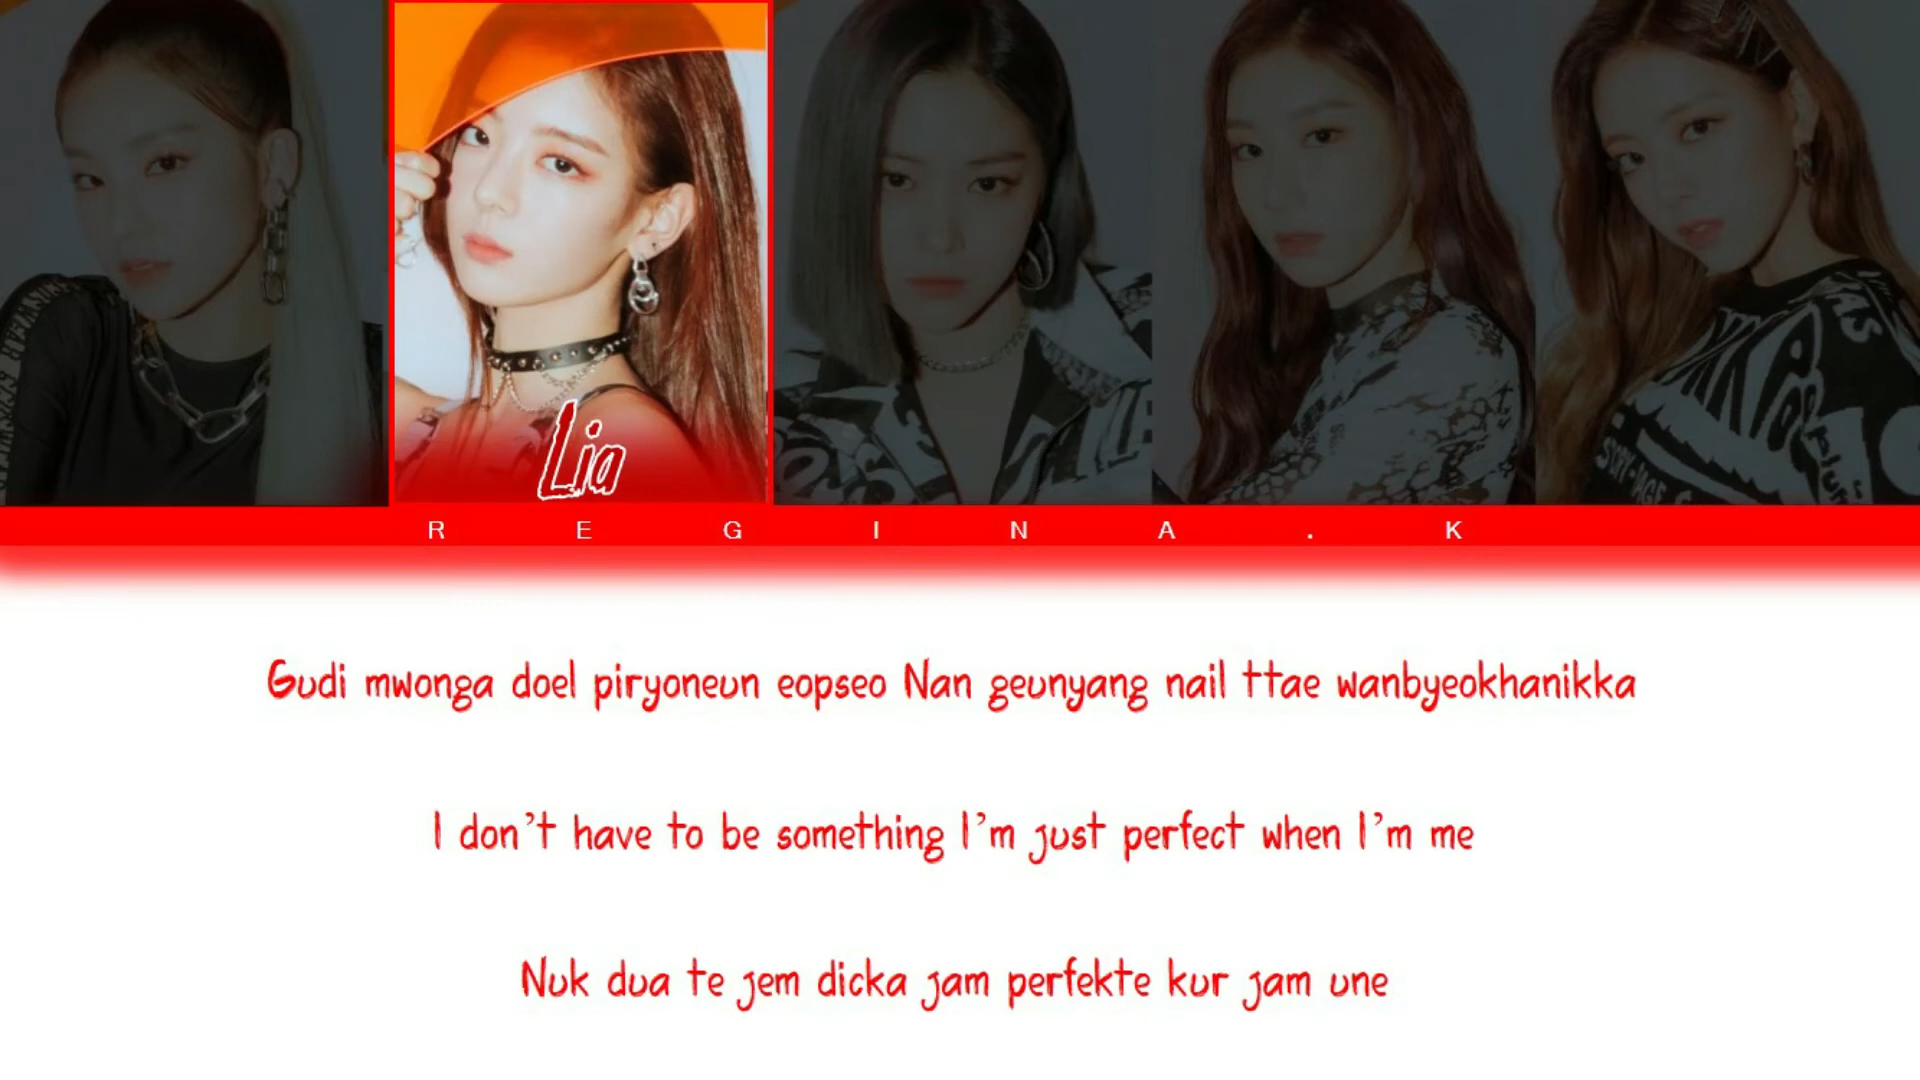 Lia
R E G I N A . K
Gudi mwonga doel piryoneun eopseo Nan geunyang nail ttae wanbyeokhanikka
I don't have to be something I'm just perfect when I'm me
Nuk dua te jem dicka jam perfekte kur jam une